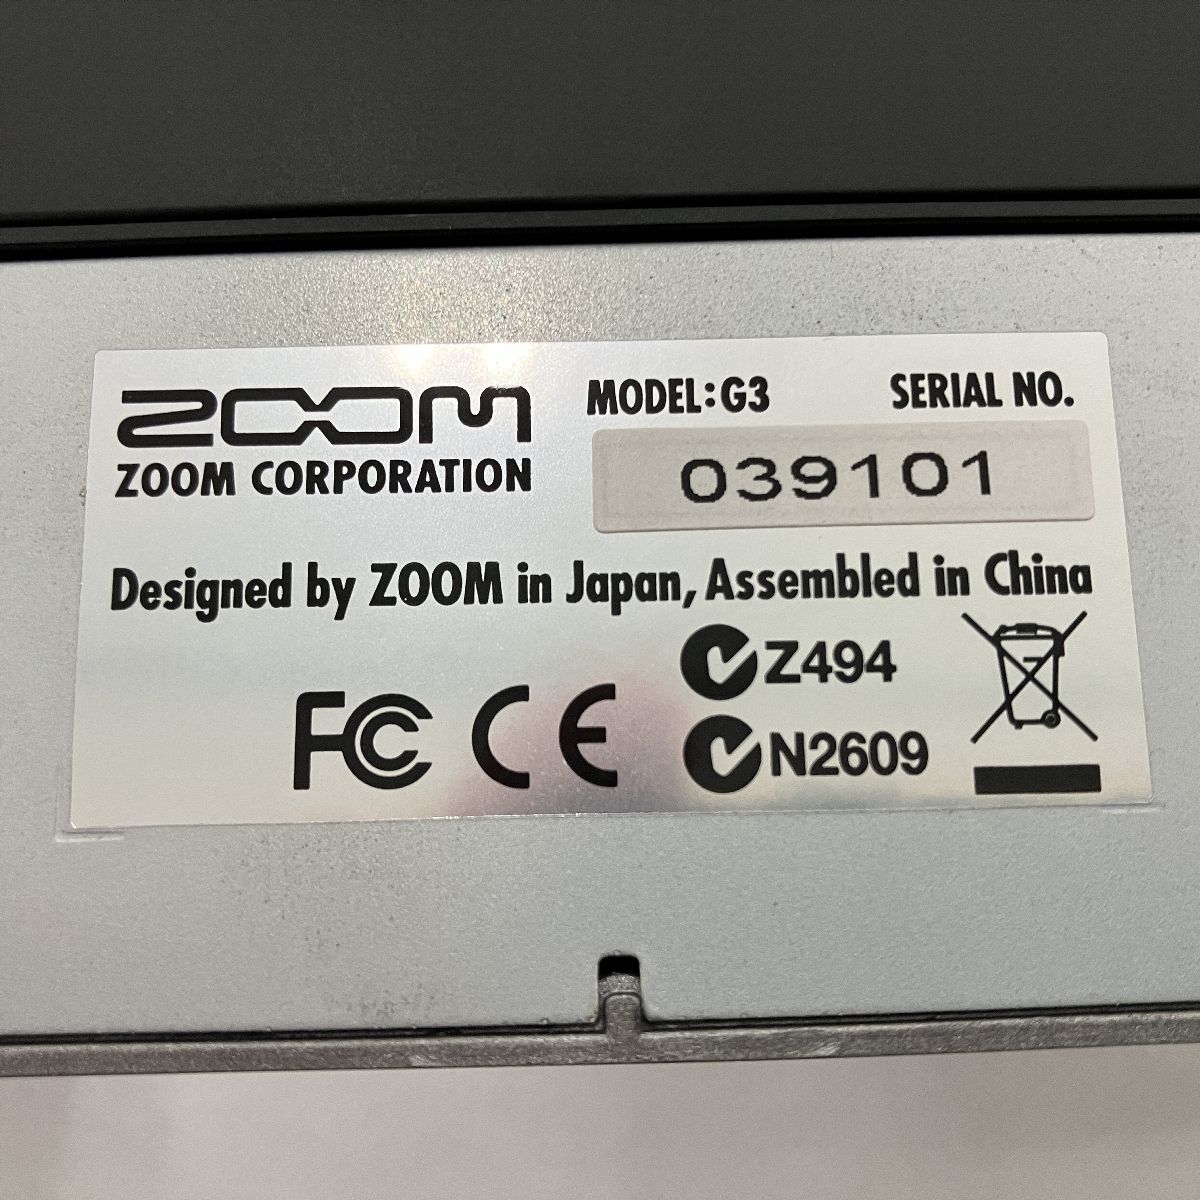 ZOOM
ZOOM CORPORATION
MODEL:G3 SERIAL NO.
039101
Designed by ZOOM in Japan, Assembled in China
FC CE
Z494
N2609